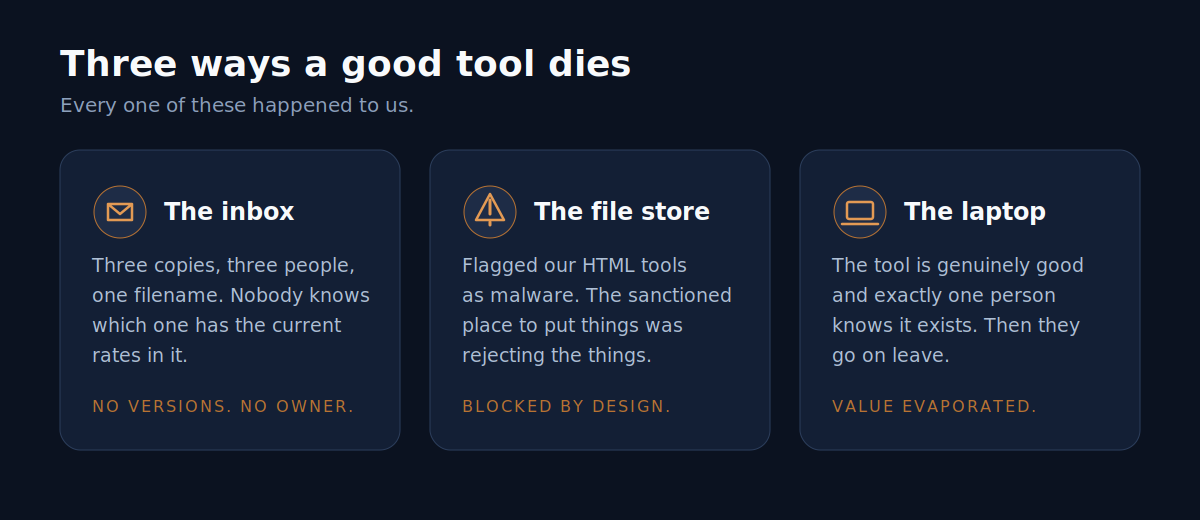 Three ways a good tool dies
Every one of these happened to us.
The inbox
Three copies, three people,
one filename. Nobody knows
which one has the current
rates in it.
NO VERSIONS. NO OWNER.
The file store
Flagged our HTML tools
as malware. The sanctioned
place to put things was
rejecting the things.
BLOCKED BY DESIGN.
The laptop
The tool is genuinely good
and exactly one person
knows it exists. Then they
go on leave.
VALUE EVAPORATED.